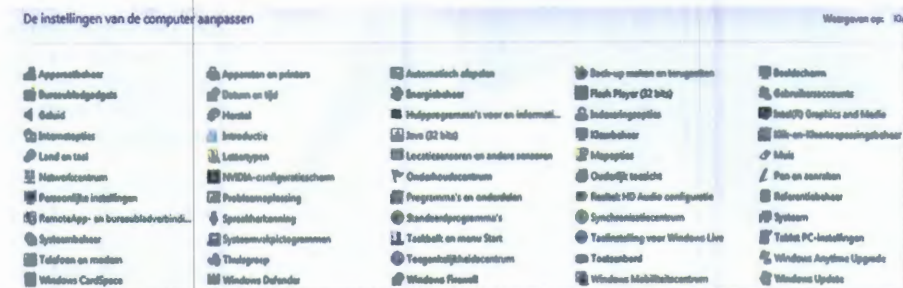 De instellingen van de computer aanpassen
Weergeven op:
Apparaatbeheer Apparaten en printers Automatisch afspelen Back-up maken en terugzetten Beeldscherm
Bureaubladgadgets Datum en tijd Energiebeheer Flash Player (32 bits) Gebruikersaccounts
Geluid Herstel Hulpprogramma's voor en informati... Indexeringsopties Intel(R) Graphics and Media
Internetopties Introductie Java (32 bits) Kleurbeheer Klik-en-Klaartoepassingsbeheer
Land en taal Lettertypen Locatiesensoren en andere sensoren Mapopties Muis
Netwerkcentrum NVIDIA-configuratiescherm Onderhoudscentrum Ouderlijk toezicht Pen en aanraken
Persoonlijke instellingen Probleemoplossing Programma's en onderdelen Realtek HD Audio configuratie Referentiebeheer
RemoteApp- en bureaubladverbindi... Spraakherkenning Standaardprogramma's Synchronisatiecentrum Systeem
Systeembeheer Systeemvakpictogrammen Taakbalk en menu Start Taalinstelling voor Windows Live Tablet PC-instellingen
Telefoon en modem Thuisgroep Toegankelijkheidscentrum Toetsenbord Windows Anytime Upgrade
Windows CardSpace Windows Defender Windows Firewall Windows Mobiliteitscentrum Windows Update